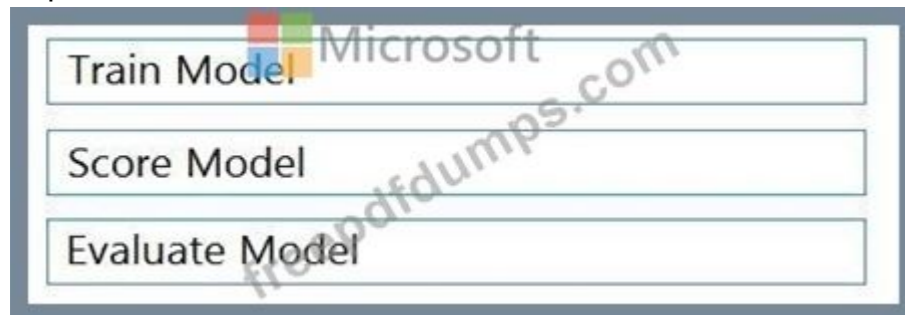 Microsoft
Train Model
Score Model
Evaluate Model
freepdfdumps.com